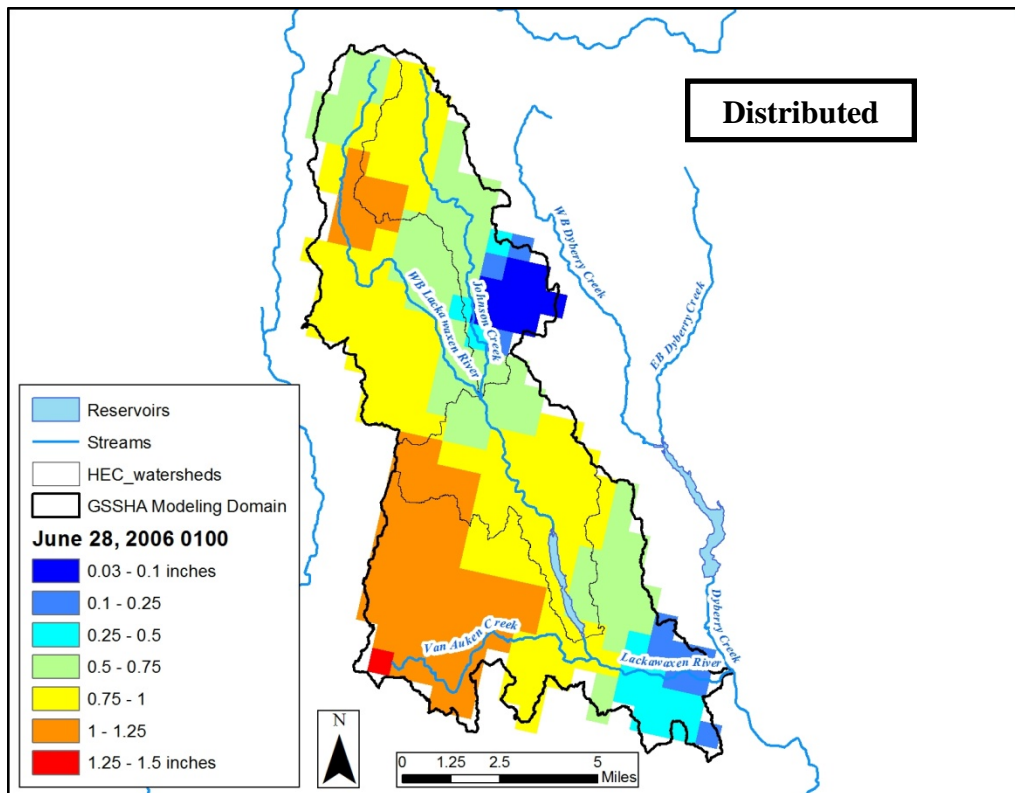 Distributed
WB Dyberry Creek
EB Dyberry Creek
WB Lackawaxen River
Johnson Creek
Reservoirs
Streams
HEC_watersheds
GSSHA Modeling Domain
June 28, 2006 0100
0.03 - 0.1 inches
0.1 - 0.25
0.25 - 0.5
0.5 - 0.75
0.75 - 1
1 - 1.25
1.25 - 1.5 inches
Van Auken Creek
Lackawaxen River
Dyberry Creek
N
0 1.25 2.5 5
Miles